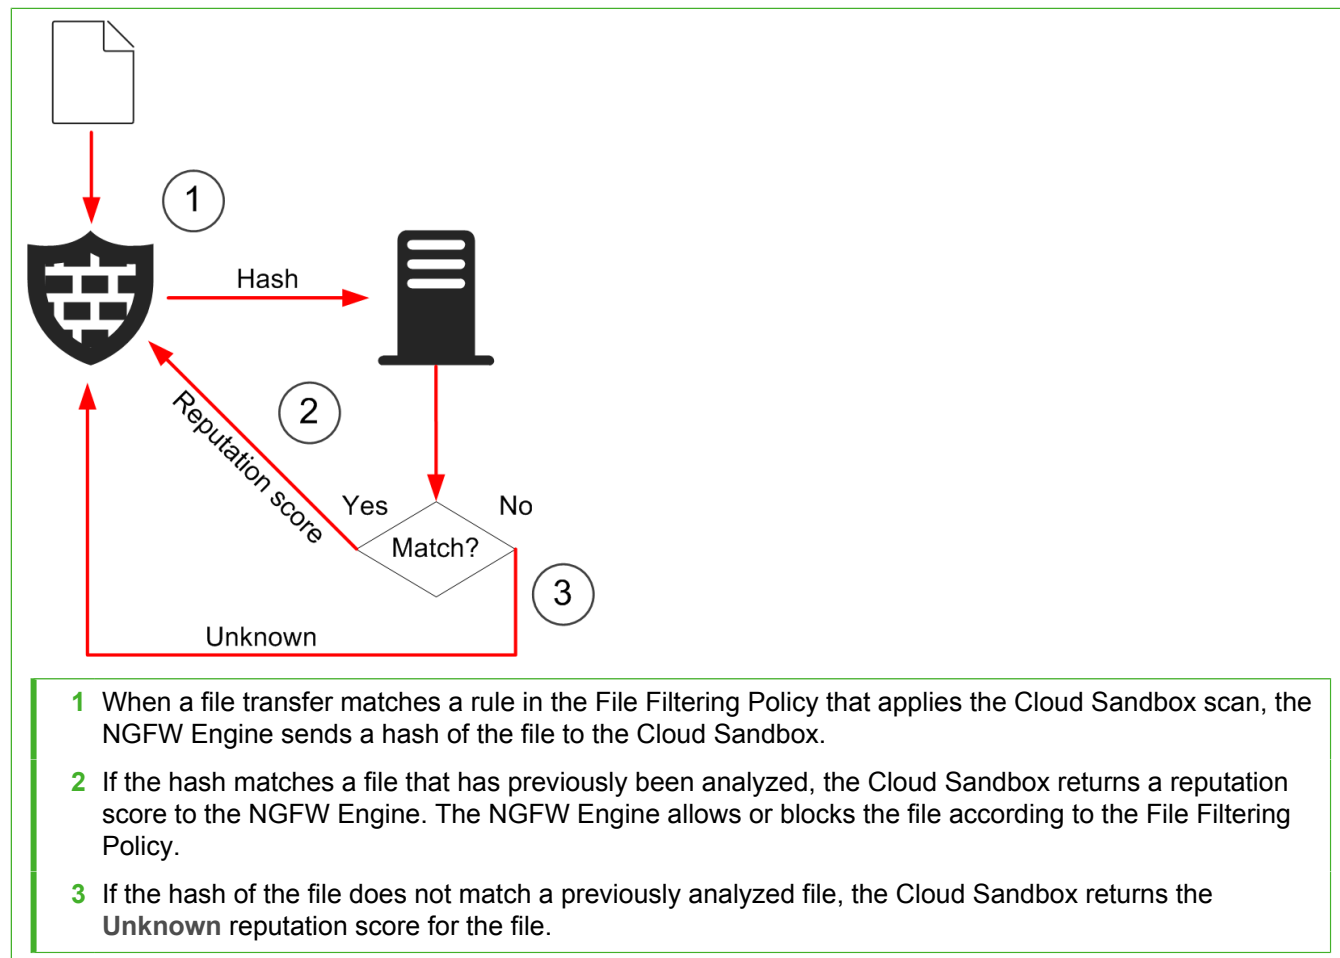 1
Hash
2
Reputation score
Yes
No
Match?
3
Unknown
1 When a file transfer matches a rule in the File Filtering Policy that applies the Cloud Sandbox scan, the
NGFW Engine sends a hash of the file to the Cloud Sandbox.
2 If the hash matches a file that has previously been analyzed, the Cloud Sandbox returns a reputation
score to the NGFW Engine. The NGFW Engine allows or blocks the file according to the File Filtering
Policy.
3 If the hash of the file does not match a previously analyzed file, the Cloud Sandbox returns the
Unknown reputation score for the file.